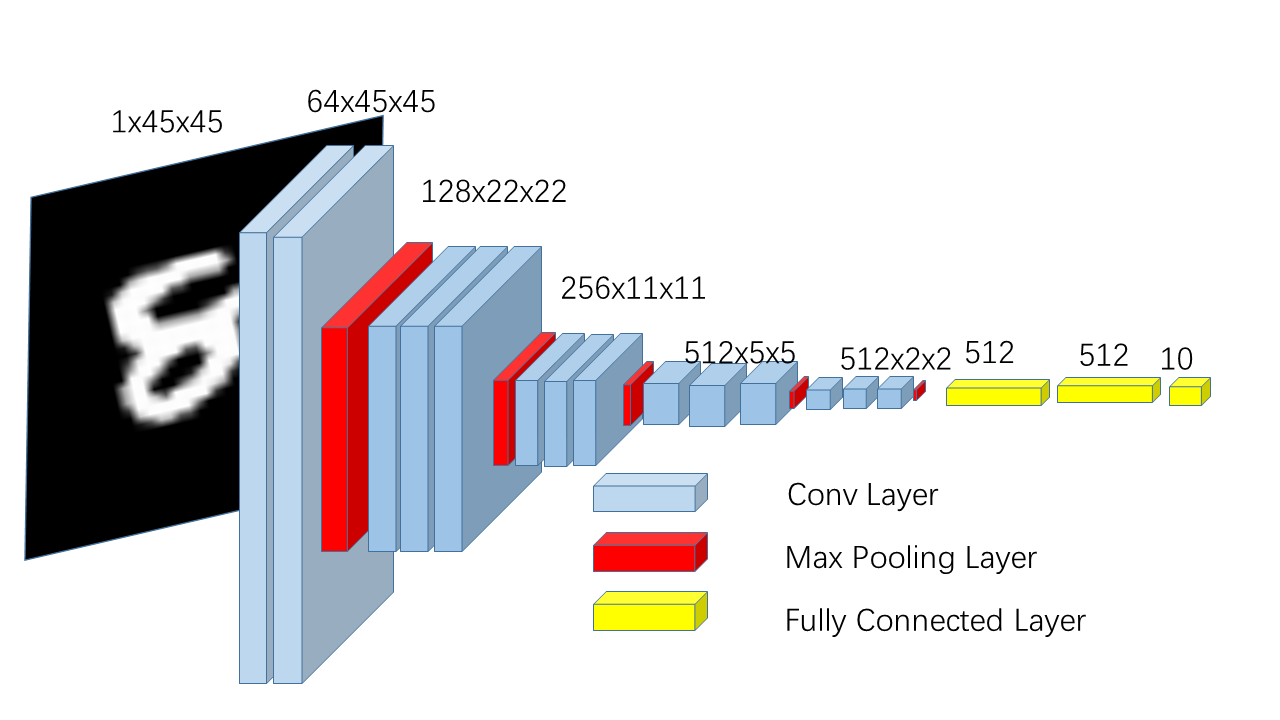 1x45x45
64x45x45
128x22x22
256x11x11
512x5x5
512x2x2
512
512
10
Conv Layer
Max Pooling Layer
Fully Connected Layer